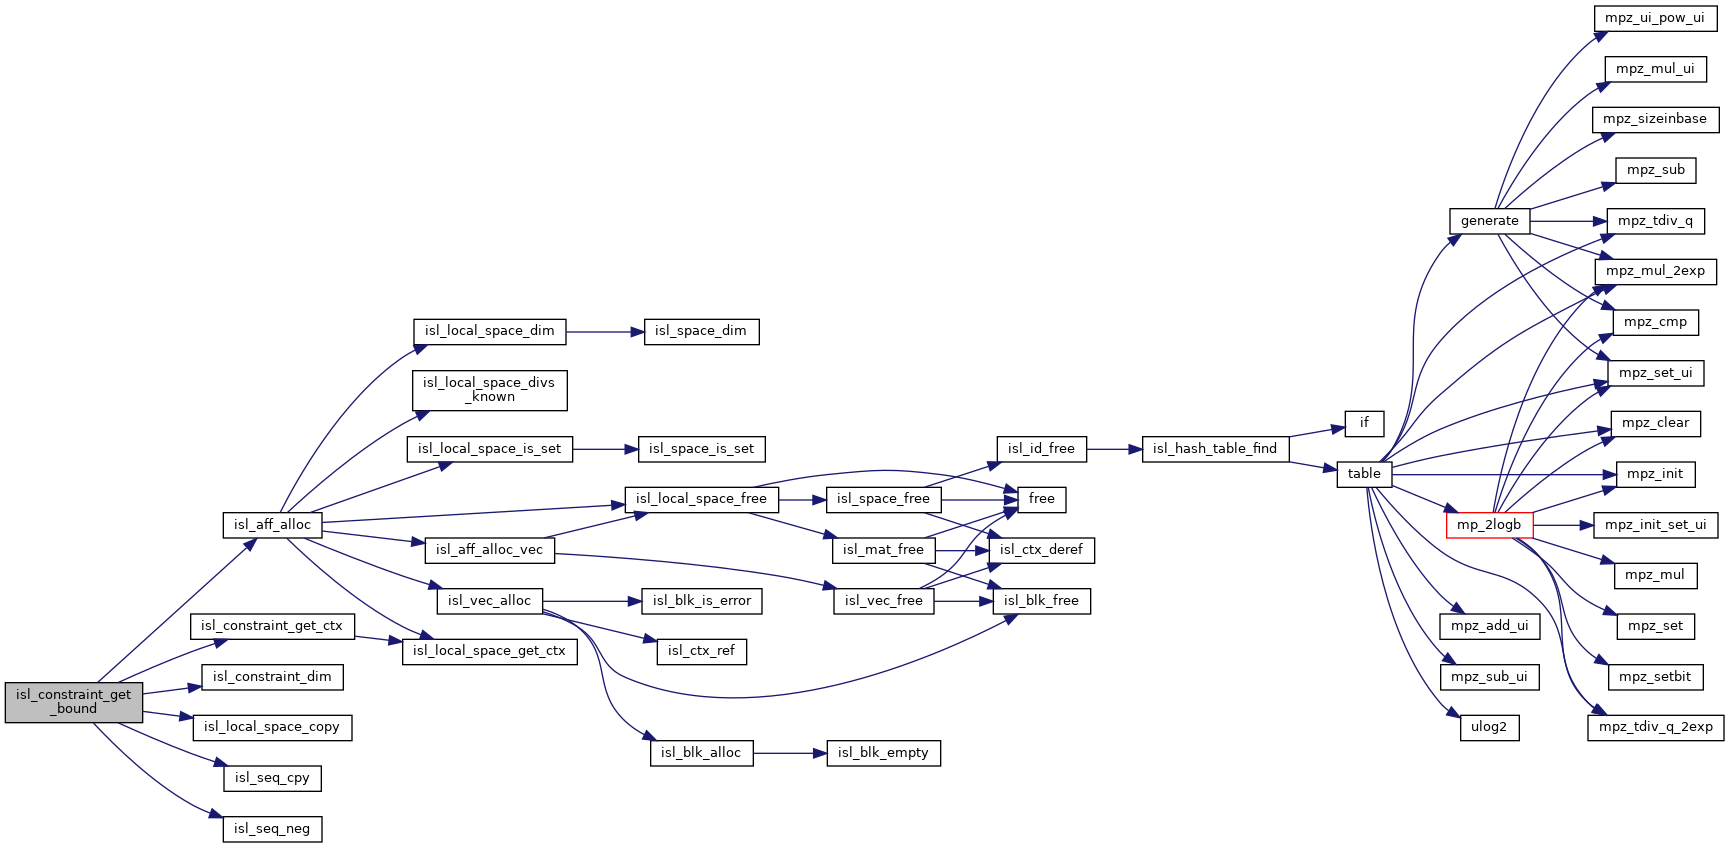 mpz_ui_pow_ui
mpz_mul_ui
mpz_sizeinbase
mpz_sub
generate
mpz_tdiv_q
mpz_mul_2exp
mpz_cmp
isl_local_space_dim
isl_space_dim
mpz_set_ui
isl_local_space_divs
_known
if
mpz_clear
isl_local_space_is_set
isl_space_is_set
isl_id_free
isl_hash_table_find
table
mpz_init
isl_local_space_free
isl_space_free
free
isl_aff_alloc
mp_2logb
mpz_init_set_ui
isl_aff_alloc_vec
isl_mat_free
isl_ctx_deref
mpz_mul
isl_vec_alloc
isl_blk_is_error
isl_vec_free
isl_blk_free
isl_constraint_get_ctx
mpz_add_ui
mpz_set
isl_local_space_get_ctx
isl_ctx_ref
isl_constraint_dim
mpz_sub_ui
mpz_setbit
isl_constraint_get
_bound
isl_local_space_copy
ulog2
mpz_tdiv_q_2exp
isl_blk_alloc
isl_blk_empty
isl_seq_cpy
isl_seq_neg